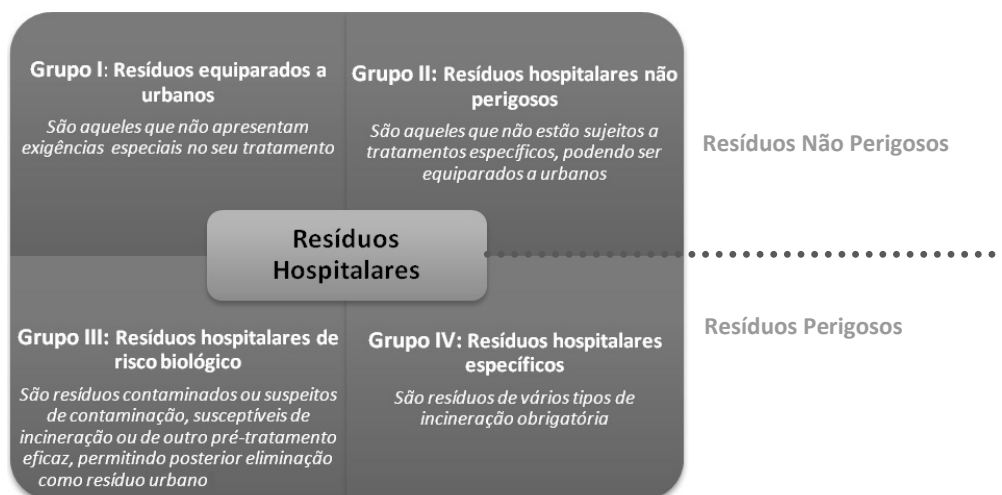 Grupo I: Resíduos equiparados a
urbanos
São aqueles que não apresentam
exigências especiais no seu tratamento
Grupo II: Resíduos hospitalares não
perigosos
São aqueles que não estão sujeitos a
tratamentos específicos, podendo ser
equiparados a urbanos
Resíduos Não Perigosos
Resíduos
Hospitalares
Grupo III: Resíduos hospitalares de
risco biológico
São resíduos contaminados ou suspeitos
de contaminação, susceptíveis de
incineração ou de outro pré-tratamento
eficaz, permitindo posterior eliminação
como resíduo urbano
Grupo IV: Resíduos hospitalares
específicos
São resíduos de vários tipos de
incineração obrigatória
Resíduos Perigosos